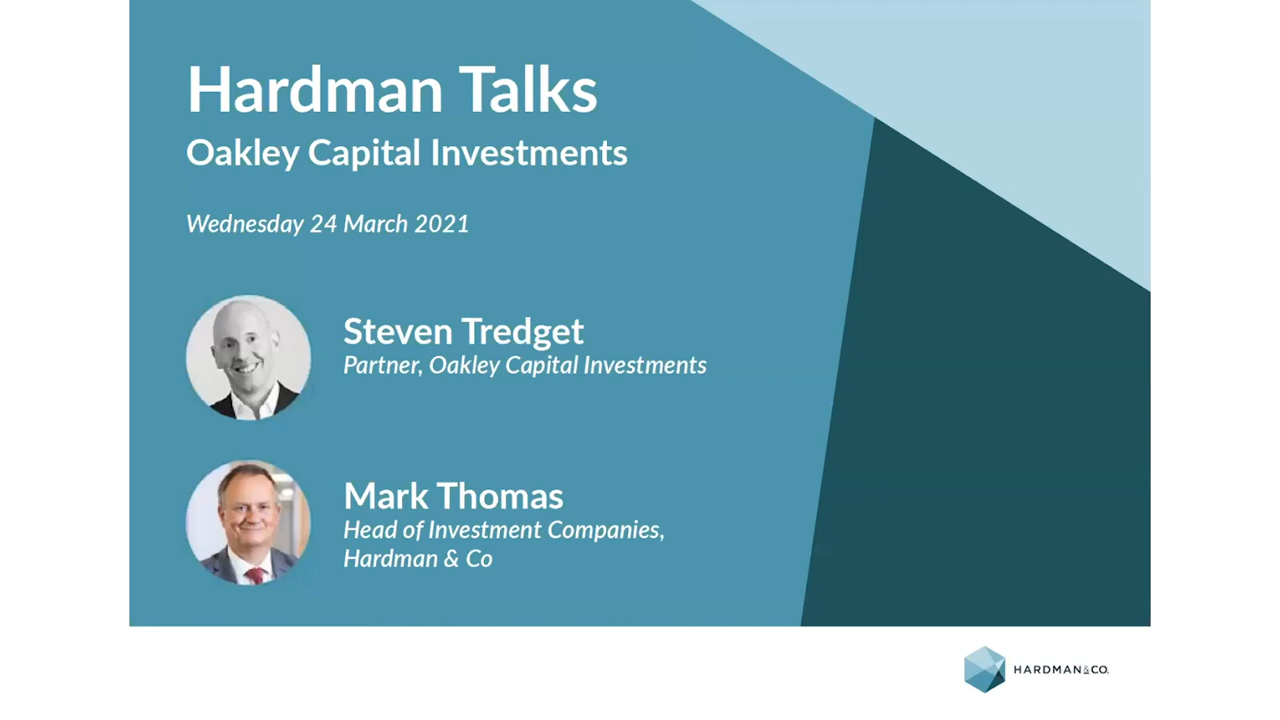 Hardman Talks
Oakley Capital Investments
Wednesday 24 March 2021
Steven Tredget
Partner, Oakley Capital Investments
Mark Thomas
Head of Investment Companies,
Hardman & Co
HARDMAN&CO.